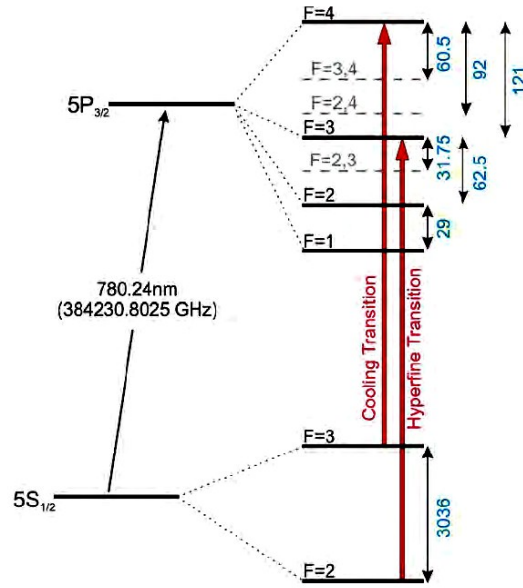 F=4
60.5
92
121
F=3,4
5P3/2
F=2,4
F=3
31.75
F=2,3
62.5
F=2
29
F=1
780.24nm
(384230.8025 GHz)
Cooling Transition
Hyperfine Transition
F=3
5S1/2
3036
F=2